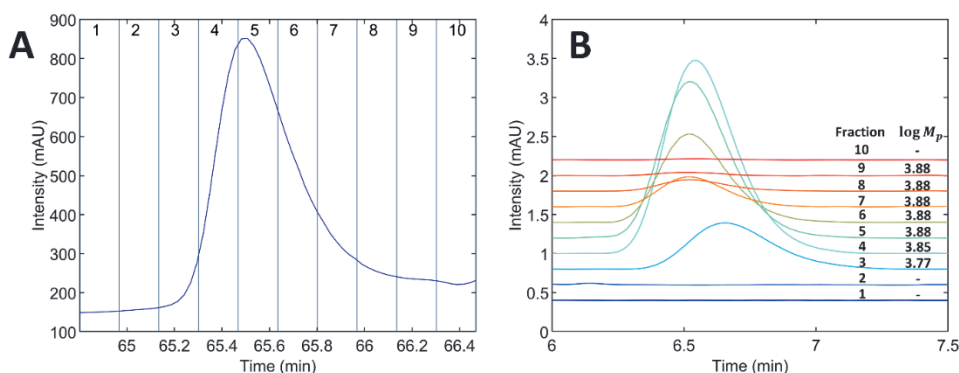 A
1 2 3 4 5 6 7 8 9 10
900
800
700
600
500
400
300
200
100
Intensity (mAU)
65 65.2 65.4 65.6 65.8 66 66.2 66.4
Time (min)
B
4
3.5
3
2.5
2
1.5
1
0.5
0
Intensity (mAU)
Fraction log Mₚ
10 -
9 3.88
8 3.88
7 3.88
6 3.88
5 3.88
4 3.85
3 3.77
2 -
1 -
6 6.5 7 7.5
Time (min)